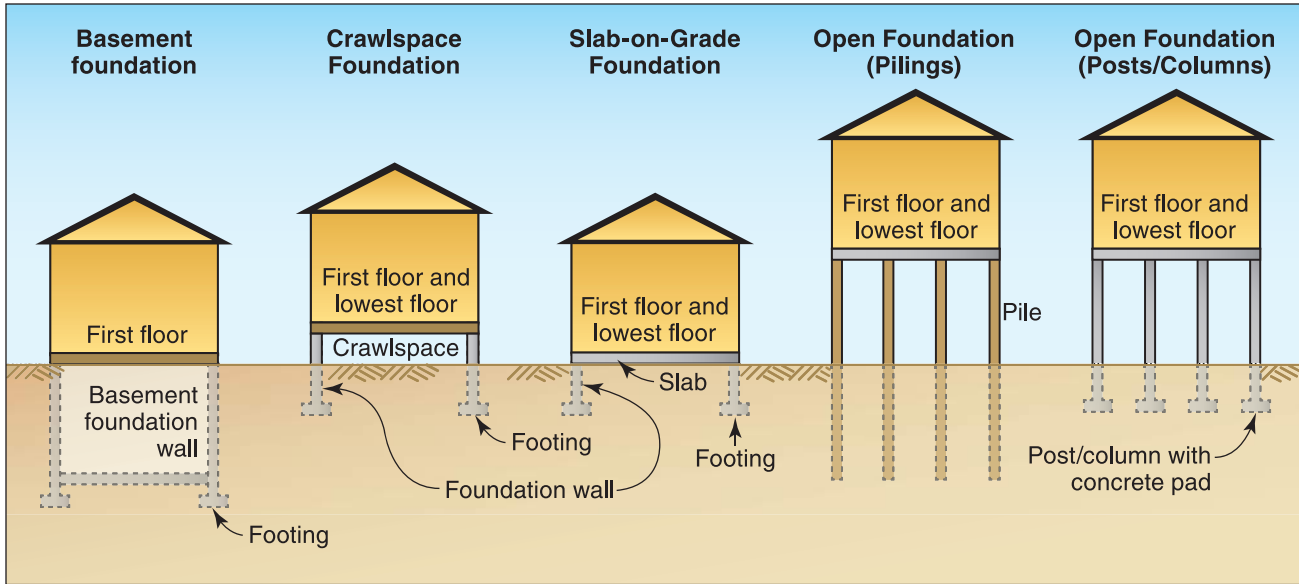 Basement
foundation
Crawlspace
Foundation
Slab-on-Grade
Foundation
Open Foundation
(Pilings)
Open Foundation
(Posts/Columns)
First floor
Basement
foundation
wall
Footing
First floor and
lowest floor
Crawlspace
Footing
Foundation wall
First floor and
lowest floor
Slab
Footing
First floor and
lowest floor
Pile
First floor and
lowest floor
Post/column with
concrete pad